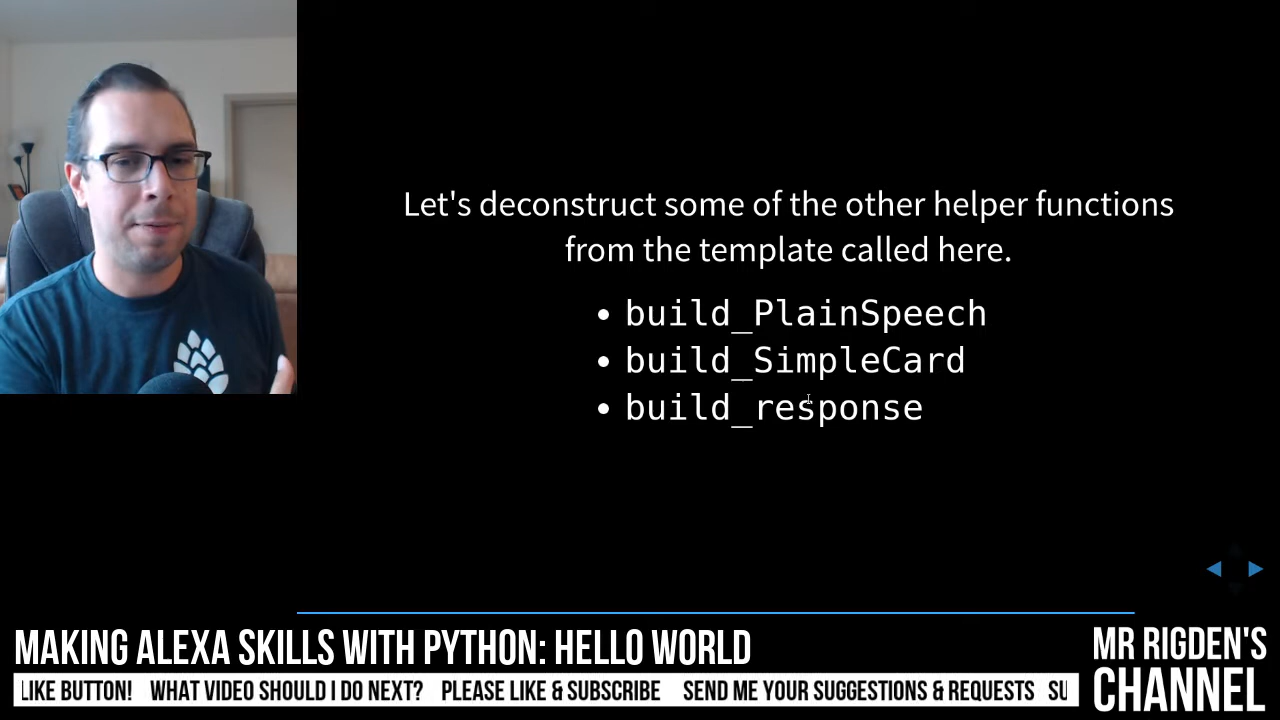 Let's deconstruct some of the other helper functions
from the template called here.
• build_PlainSpeech
• build_SimpleCard
• build_response
MAKING ALEXA SKILLS WITH PYTHON: HELLO WORLD
LIKE BUTTON! WHAT VIDEO SHOULD I DO NEXT? PLEASE LIKE & SUBSCRIBE SEND ME YOUR SUGGESTIONS & REQUESTS SU
MR RIGDEN'S
CHANNEL